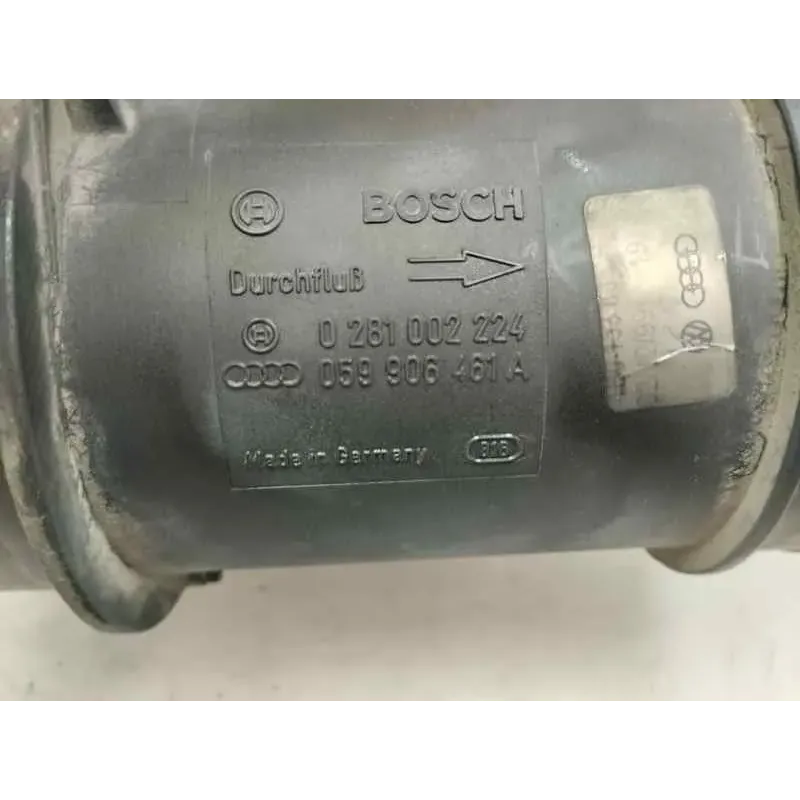 BOSCH
Durchfluß
0 281 002 224
059 906 461 A
Made in Germany